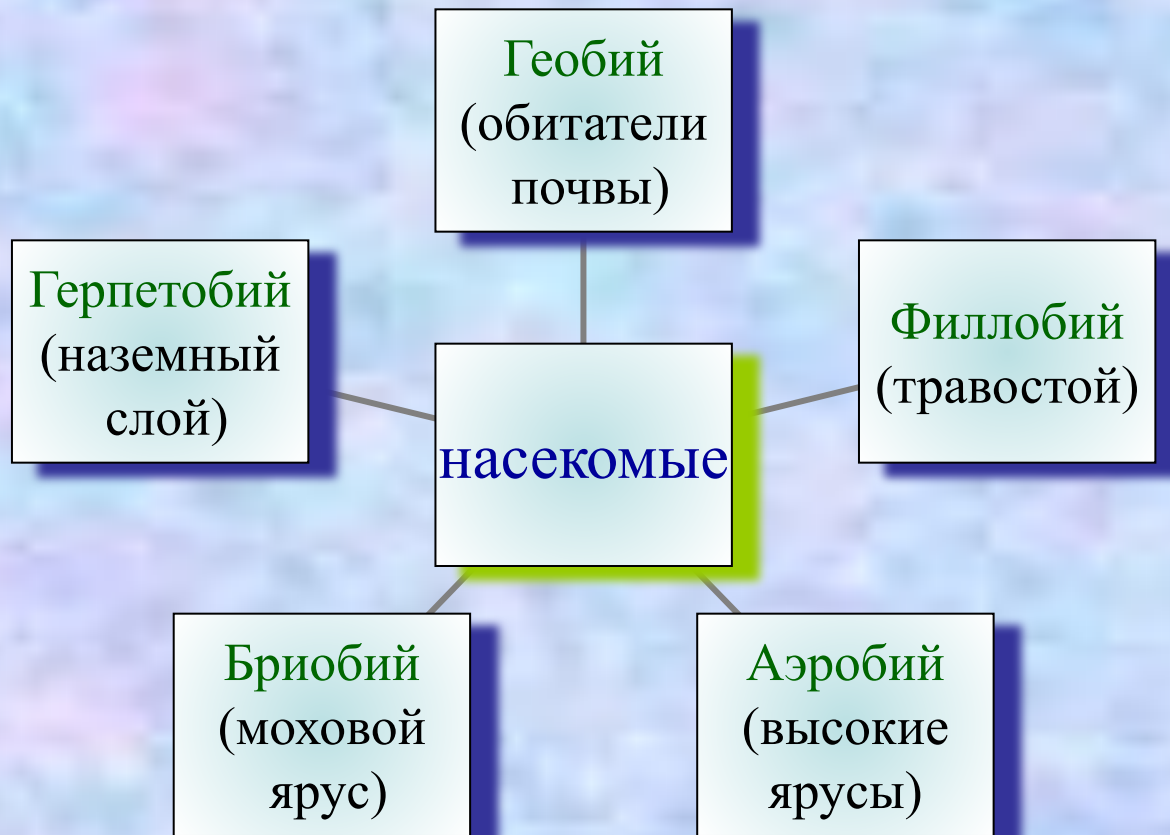 Геобий
(обитатели
почвы)
Герпетобий
(наземный
слой)
Филлобий
(травостой)
насекомые
Бриобий
(моховой
ярус)
Аэробий
(высокие
ярусы)